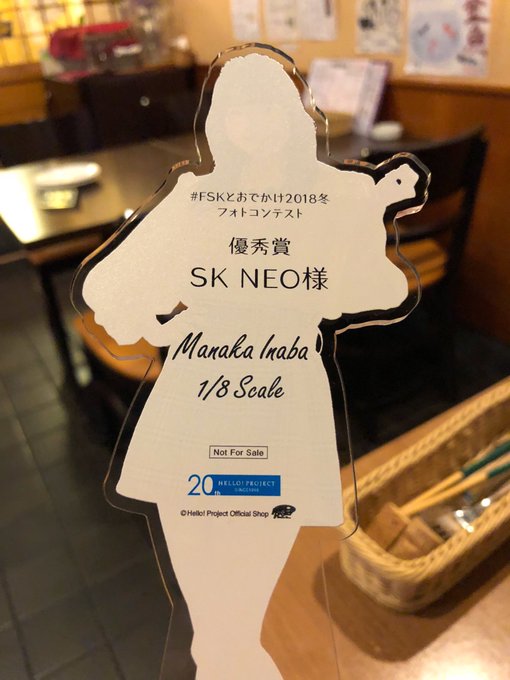 #FSKとおでかけ2018冬
フォトコンテスト
優秀賞
SK NEO様
Manaka Inaba
1/8 Scale
Not For Sale
20th HELLO! PROJECT
SINCE1998
©Hello! Project Official Shop